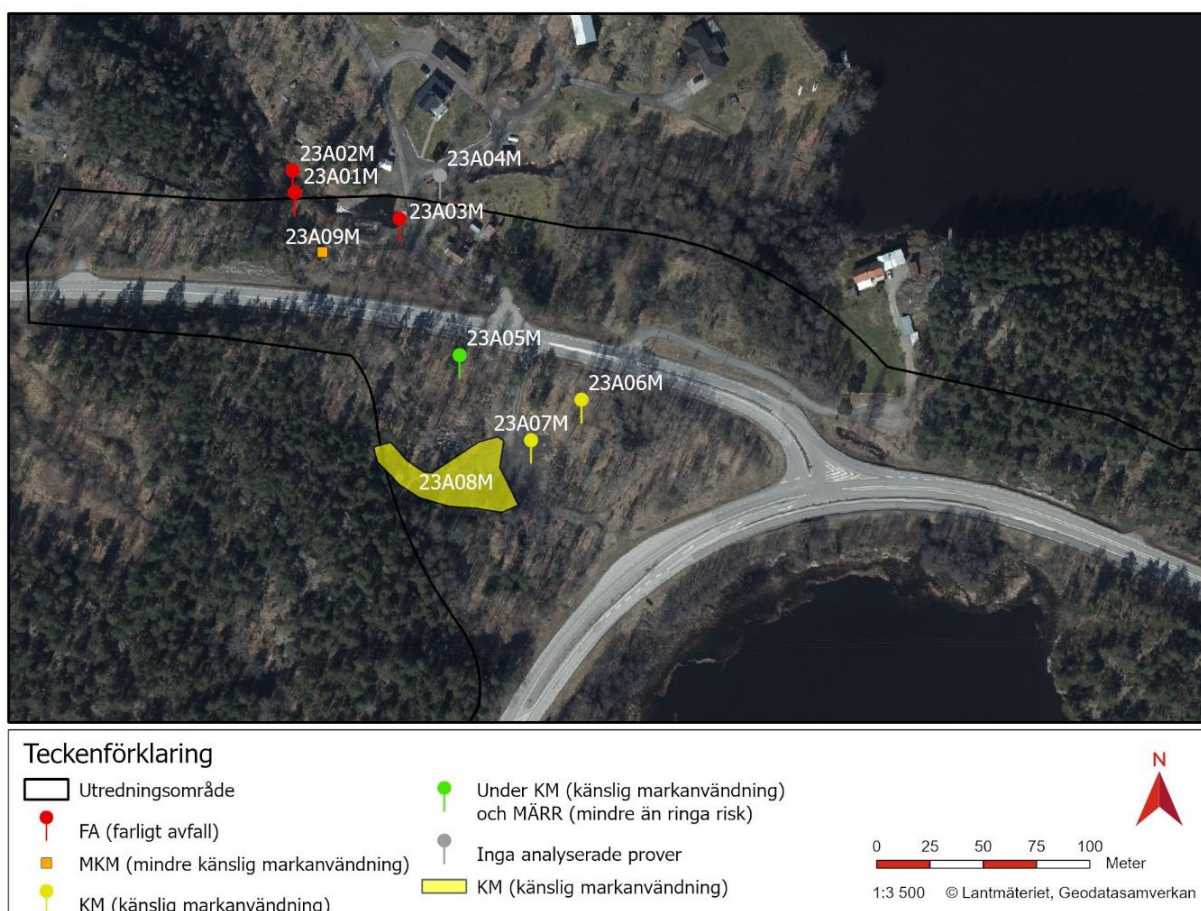 23A02M
23A01M
23A04M
23A03M
23A09M
23A05M
23A06M
23A07M
23A08M
Teckenförklaring
Utredningsområde
FA (farligt avfall)
MKM (mindre känslig markanvändning)
KM (känslig markanvändning)
Under KM (känslig markanvändning)
och MÄRR (mindre än ringa risk)
Inga analyserade prover
KM (känslig markanvändning)
N
0 25 50 75 100
Meter
1:3 500 © Lantmäteriet, Geodatasamverkan